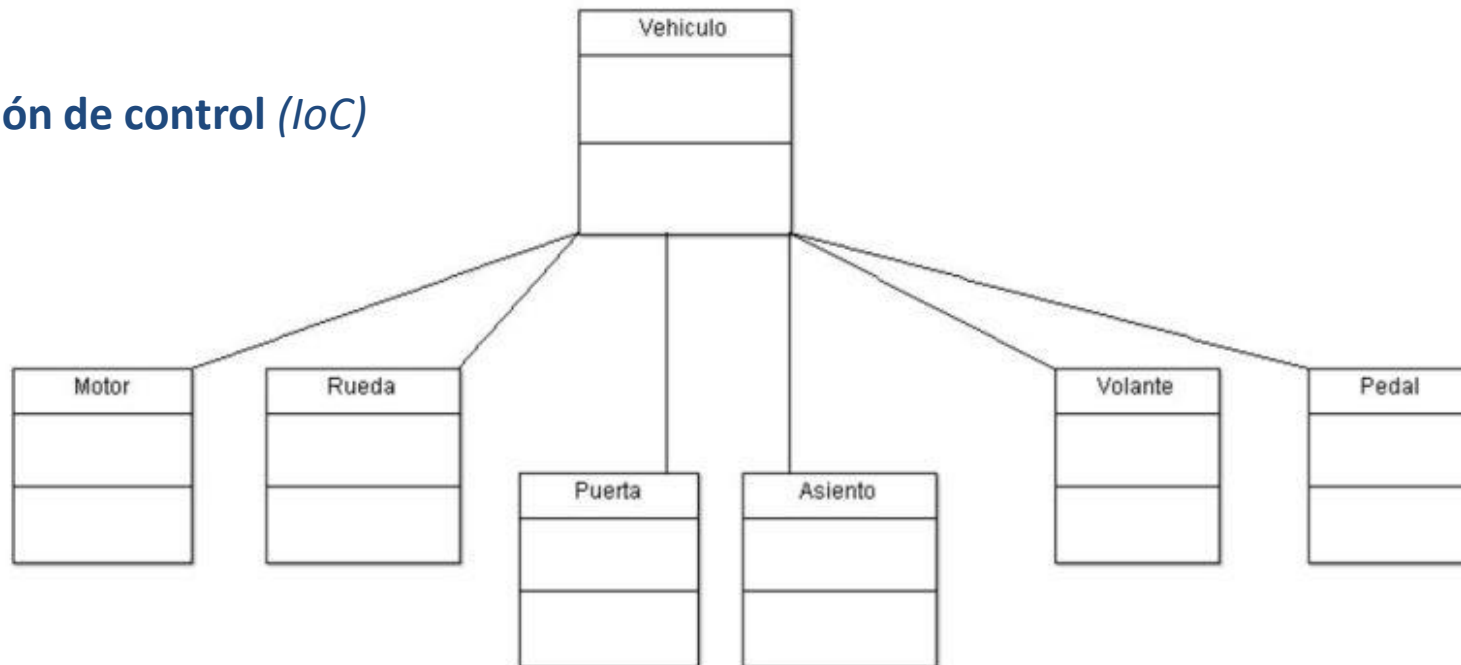 Vehiculo
ón de control (IoC)
Motor
Rueda
Volante
Pedal
Puerta
Asiento